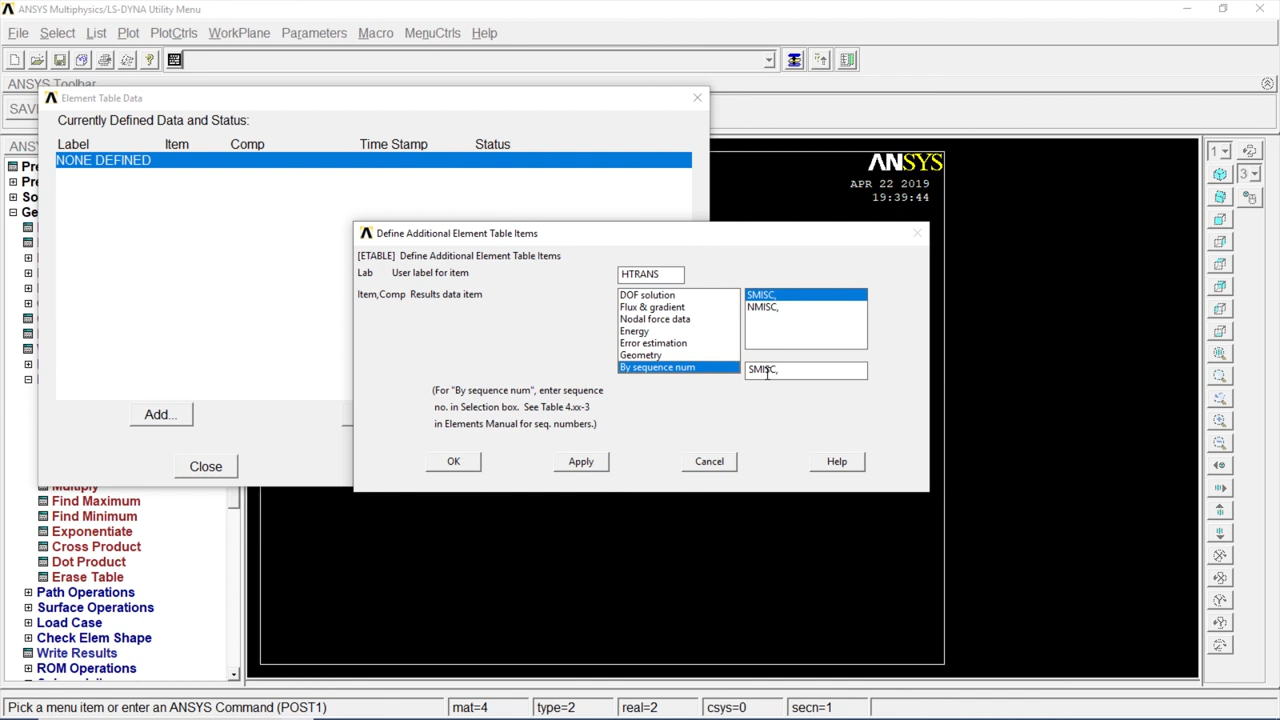 ANSYS Multiphysics/LS-DYNA Utility Menu
File Select List Plot PlotCtrls WorkPlane Parameters Macro MenuCtrls Help
ANSYS Toolbar
Element Table Data
Currently Defined Data and Status:
Label Item Comp Time Stamp Status
NONE DEFINED
Add...
Close
Define Additional Element Table Items
[ETABLE] Define Additional Element Table Items
Lab User label for item HTRANS
Item,Comp Results data item
DOF solution
Flux & gradient
Nodal force data
Energy
Error estimation
Geometry
By sequence num
SMISC,
NMISC,
SMISC,
(For "By sequence num", enter sequence
no. in Selection box. See Table 4.xx-3
in Elements Manual for seq. numbers.)
OK Apply Cancel Help
ANSYS
APR 22 2019
19:39:44
1
3
Find Maximum
Find Minimum
Exponentiate
Cross Product
Dot Product
Erase Table
Path Operations
Surface Operations
Load Case
Check Elem Shape
Write Results
ROM Operations
Pick a menu item or enter an ANSYS Command (POST1) mat=4 type=2 real=2 csys=0 secn=1